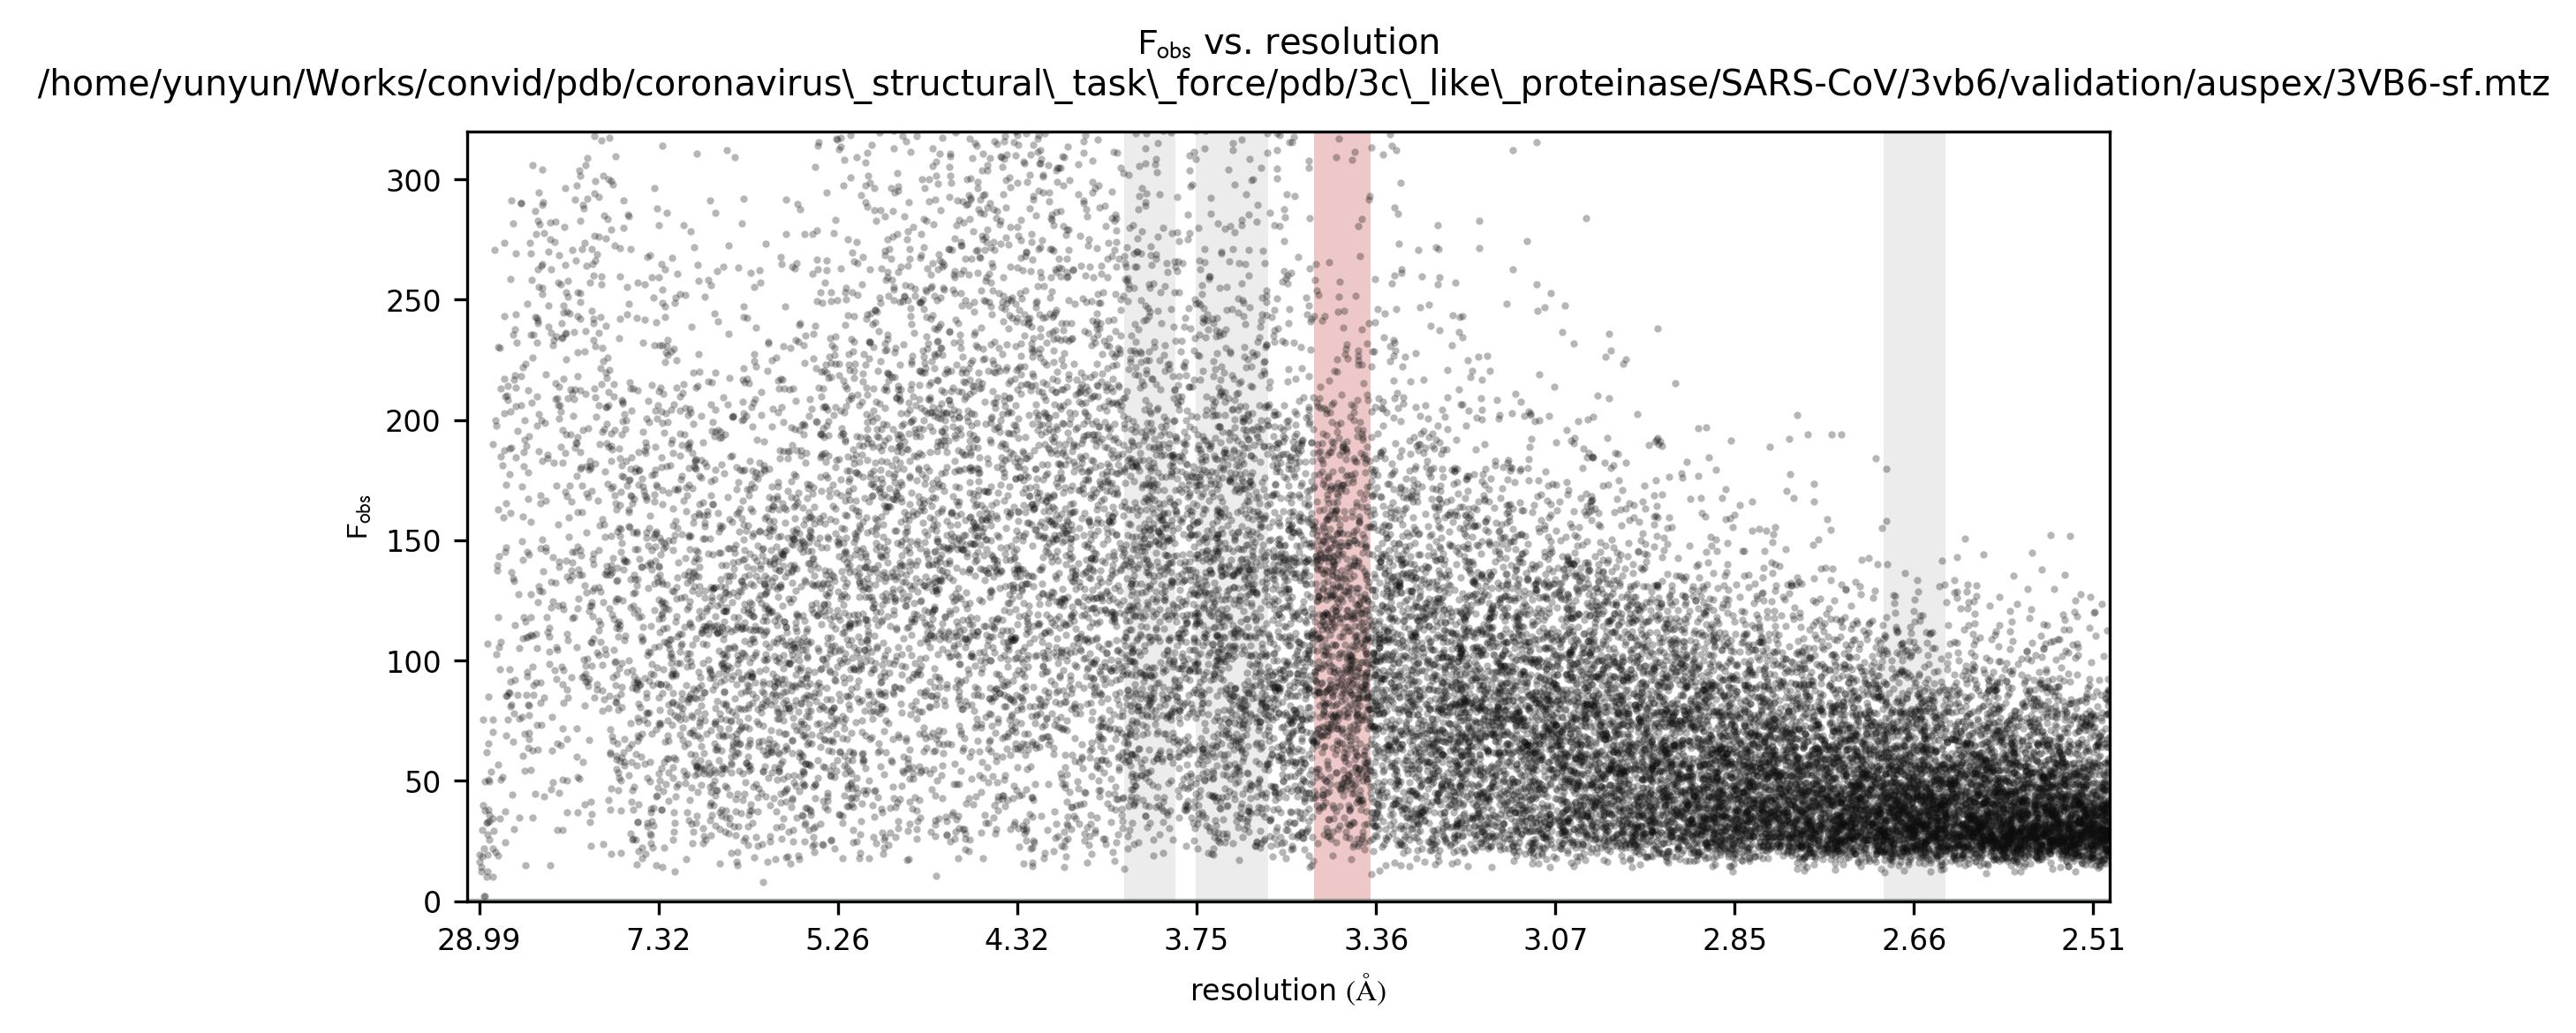 Fobs vs. resolution
/home/yunyun/Works/convid/pdb/coronavirus\_structural\_task\_force/pdb/3c\_like\_proteinase/SARS-CoV/3vb6/validation/auspex/3VB6-sf.mtz
Fobs
300
250
200
150
100
50
0
28.99 7.32 5.26 4.32 3.75 3.36 3.07 2.85 2.66 2.51
resolution (Å)